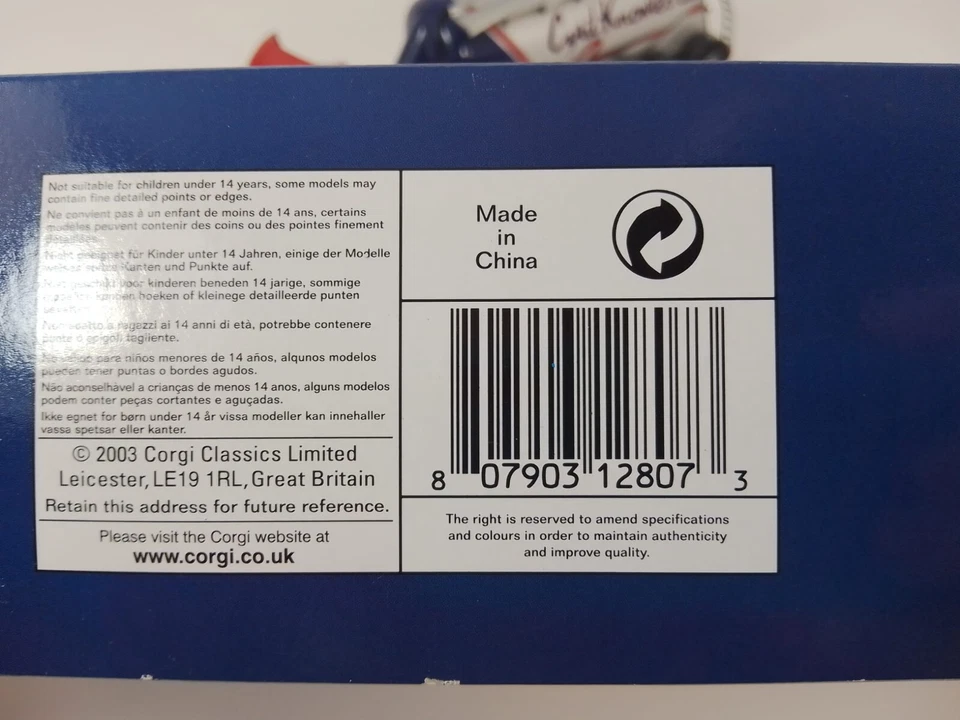 Not suitable for children under 14 years, some models may
contain fine detailed points or edges.
Ne convient pas à un enfant de moins de 14 ans, certains
modeles peuvent contenir des coins ou des pointes finement
für Kinder unter 14 Jahren, einige der Modelle
Kanten und Punkte auf.
voor kinderen beneden 14 jarige, sommige
hoeken of kleinege detailleerde punten
a ragazzi ai 14 anni di età, potrebbe contenere
punte o spigoli tagliente.
para niños menores de 14 años, alqunos modelos
pueden tener puntas o bordes agudos.
Não aconselhável a crianças de menos 14 anos, alguns modelos
podem conter peças cortantes e aguçadas.
Ikke egnet for børn under 14 år vissa modeller kan innehaller
vassa spetsar eller kanter.
© 2003 Corgi Classics Limited
Leicester, LE19 1RL, Great Britain
Retain this address for future reference.
Please visit the Corgi website at
www.corgi.co.uk
Made
in
China
8 07903 12807 3
The right is reserved to amend specifications
and colours in order to maintain authenticity
and improve quality.